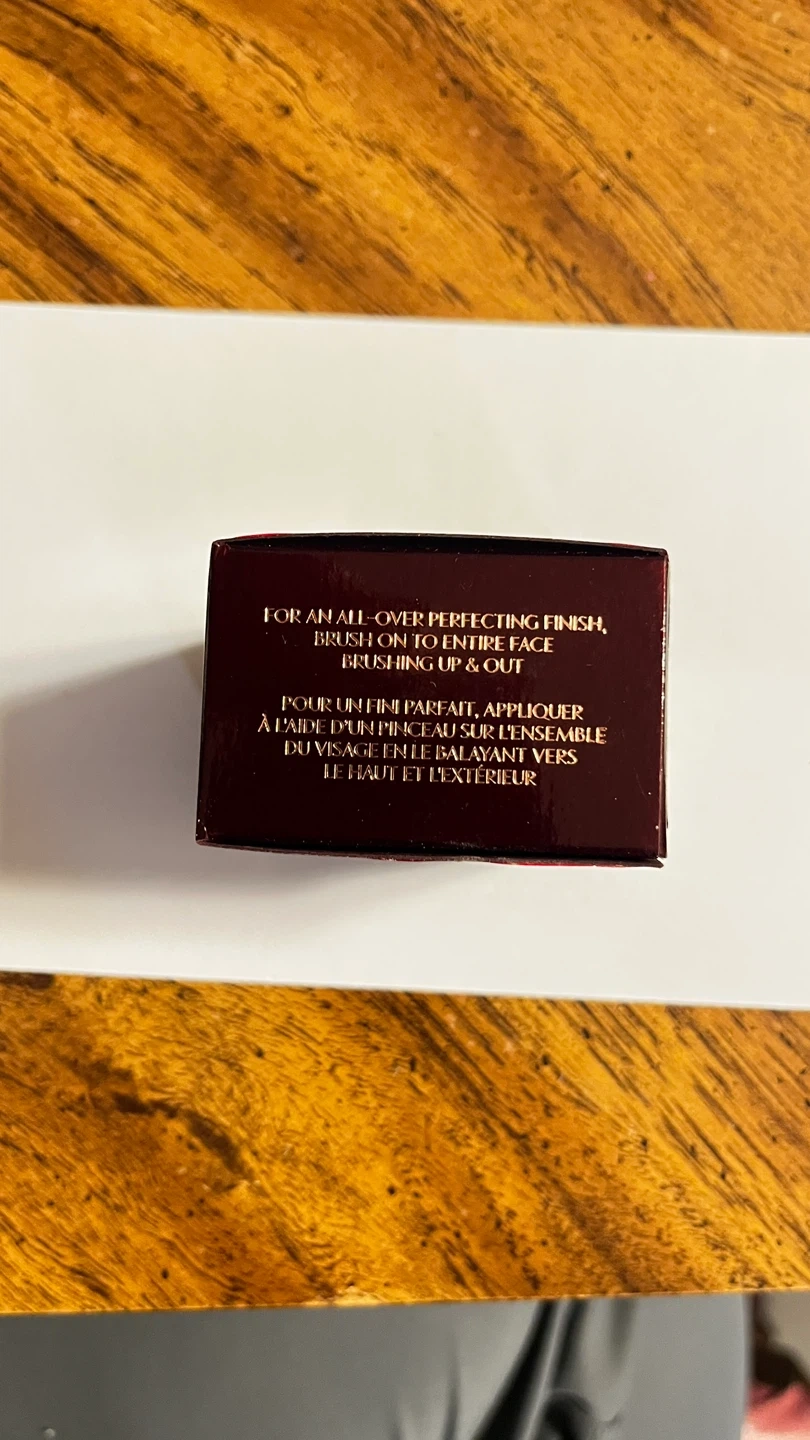 FOR AN ALL-OVER PERFECTING FINISH,
BRUSH ON TO ENTIRE FACE
BRUSHING UP & OUT
POUR UN FINI PARFAIT, APPLIQUER
À L'AIDE D'UN PINCEAU SUR L'ENSEMBLE
DU VISAGE EN LE BALAYANT VERS
LE HAUT ET L'EXTÉRIEUR